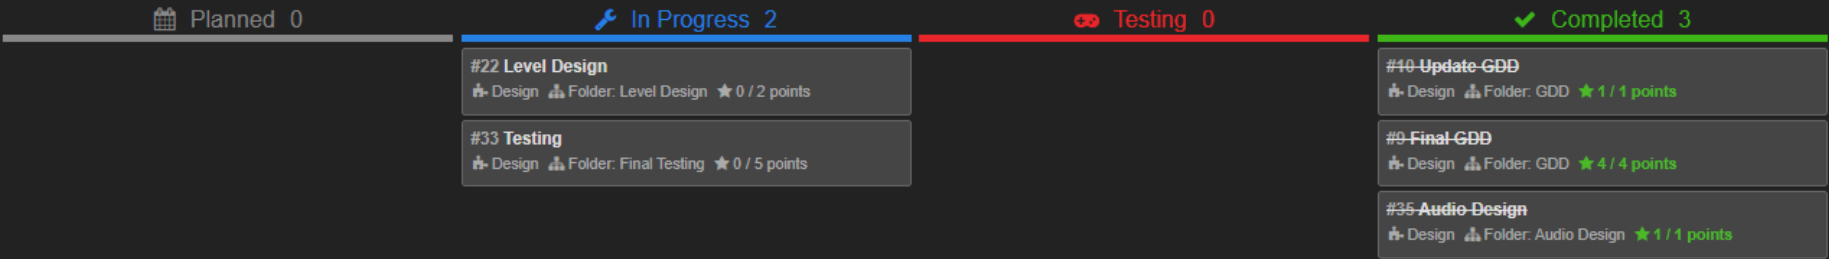 Planned 0
In Progress 2
#22 Level Design
Design Folder: Level Design 0 / 2 points
#33 Testing
Design Folder: Final Testing 0 / 5 points
Testing 0
Completed 3
#10 Update GDD
Design Folder: GDD 1 / 1 points
#9 Final GDD
Design Folder: GDD 4 / 4 points
#35 Audio Design
Design Folder: Audio Design 1 / 1 points